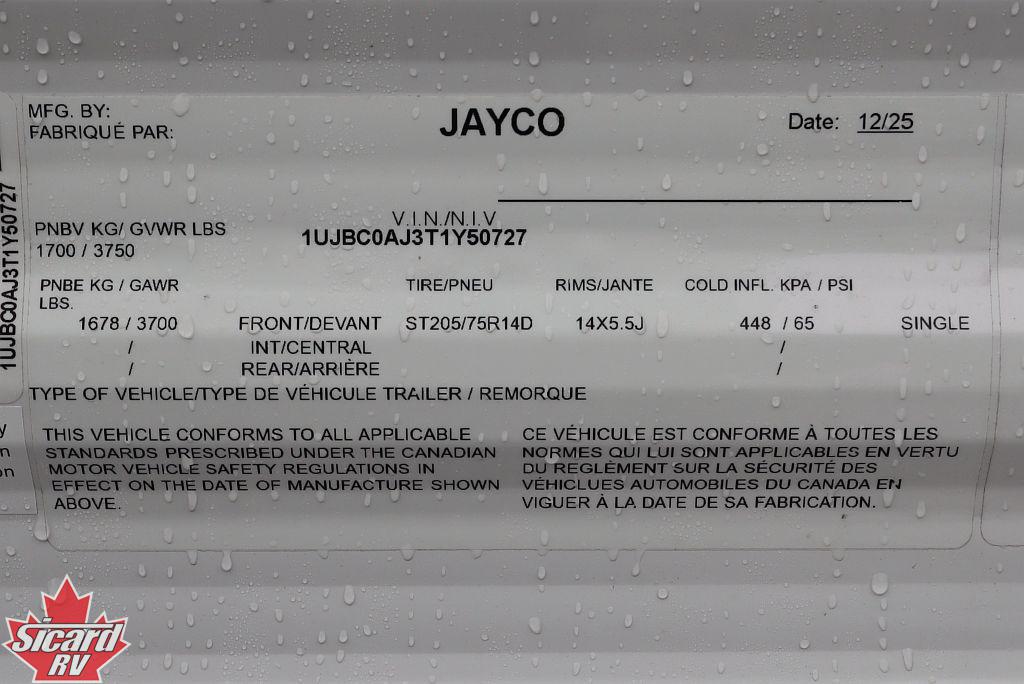 MFG. BY:
FABRIQUÉ PAR:
JAYCO
Date: 12/25
V.I.N./N.I.V
1UJBC0AJ3T1Y50727
PNBV KG/ GVWR LBS
1700 / 3750
PNBE KG / GAWR LBS.
TIRE/PNEU
RIMS/JANTE
COLD INFL. KPA / PSI
1678 / 3700 FRONT/DEVANT ST205/75R14D 14X5.5J 448 / 65 SINGLE
/ INT/CENTRAL /
/ REAR/ARRIÈRE /
TYPE OF VEHICLE/TYPE DE VÉHICULE TRAILER / REMORQUE
THIS VEHICLE CONFORMS TO ALL APPLICABLE
STANDARDS PRESCRIBED UNDER THE CANADIAN
MOTOR VEHICLE SAFETY REGULATIONS IN
EFFECT ON THE DATE OF MANUFACTURE SHOWN
ABOVE.
CE VÉHICULE EST CONFORME À TOUTES LES
NORMES QUI LUI SONT APPLICABLES EN VERTU
DU REGLÈMENT SUR LA SÉCURITÉ DES
VÉHICLUES AUTOMOBILES DU CANADA EN
VIGUER À LA DATE DE SA FABRICATION.
1UJBC0AJ3T1Y50727
Sicard
RV